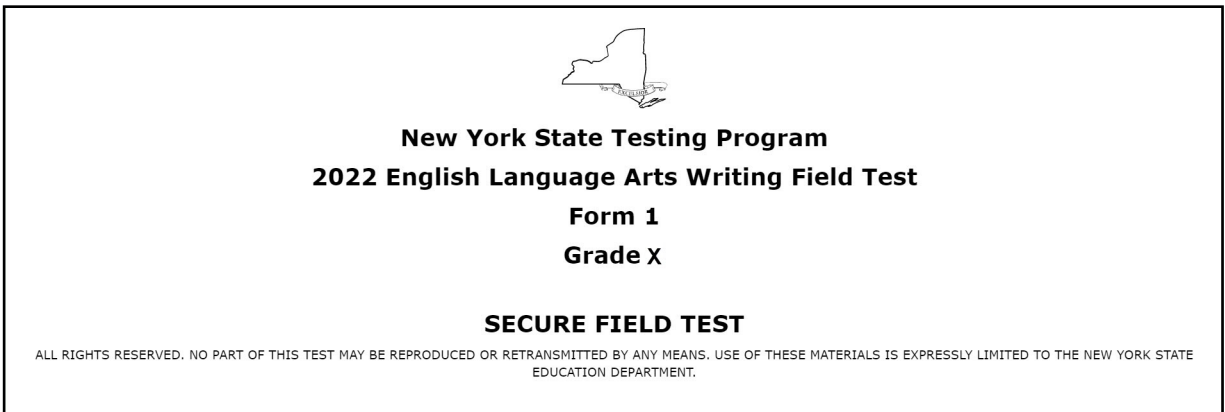 EXCELSIOR
New York State Testing Program
2022 English Language Arts Writing Field Test
Form 1
Grade X
SECURE FIELD TEST
ALL RIGHTS RESERVED. NO PART OF THIS TEST MAY BE REPRODUCED OR RETRANSMITTED BY ANY MEANS. USE OF THESE MATERIALS IS EXPRESSLY LIMITED TO THE NEW YORK STATE
EDUCATION DEPARTMENT.